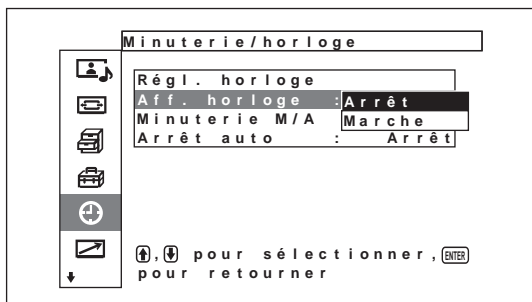 Minuterie/horloge
Régl. horloge
Aff. horloge :Arrêt
Minuterie M/A Marche
Arrêt auto : Arrêt
, pour sélectionner, ENTER
pour retourner